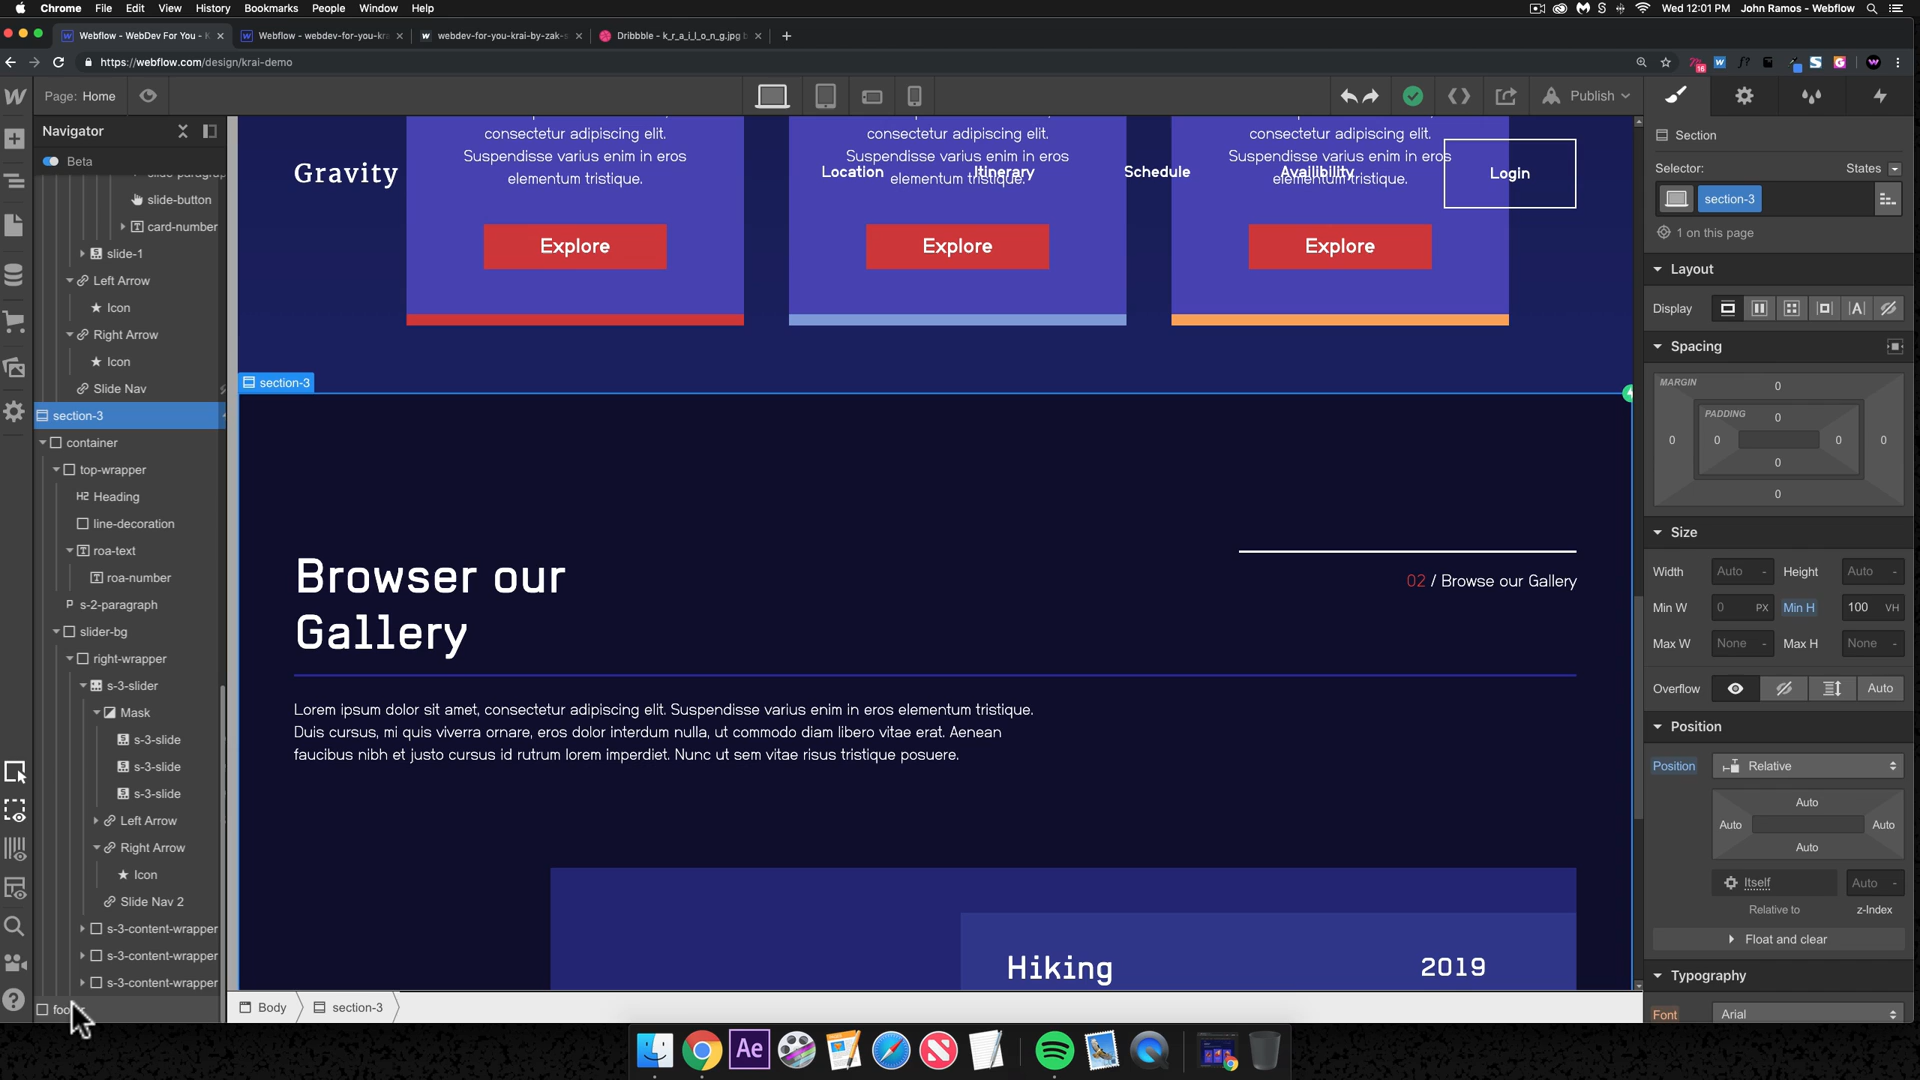 Chrome File Edit View History Bookmarks People Window Help
Wed 12:01 PM John Ramos - Webflow
Webflow - WebDev For You - K
Webflow - webdev-for-you-kra
webdev-for-you-krai-by-zak-s
Dribbble - k_r_a_i_l_o_n_g.jpg b
https://webflow.com/design/krai-demo
16
Page: Home
Publish
Navigator
Beta
slide-button
card-number
slide-1
Left Arrow
Icon
Right Arrow
Icon
Slide Nav
section-3
container
top-wrapper
H2 Heading
line-decoration
roa-text
roa-number
P s-2-paragraph
slider-bg
right-wrapper
s-3-slider
Mask
s-3-slide
s-3-slide
s-3-slide
Left Arrow
Right Arrow
Icon
Slide Nav 2
s-3-content-wrapper
s-3-content-wrapper
s-3-content-wrapper
consectetur adipiscing elit.
Suspendisse varius enim in eros
elementum tristique.
consectetur adipiscing elit.
Suspendisse varius enim in eros
elementum tristique.
consectetur adipiscing elit.
Suspendisse varius enim in eros
elementum tristique.
Gravity
Location
Itinerary
Schedule
Availibility
Login
Explore
Explore
Explore
section-3
Browser our
Gallery
02 / Browse our Gallery
Lorem ipsum dolor sit amet, consectetur adipiscing elit. Suspendisse varius enim in eros elementum tristique.
Duis cursus, mi quis viverra ornare, eros dolor interdum nulla, ut commodo diam libero vitae erat. Aenean
faucibus nibh et justo cursus id rutrum lorem imperdiet. Nunc ut sem vitae risus tristique posuere.
Hiking 2019
Body section-3
Section
Selector: States
section-3
1 on this page
Layout
Display
Spacing
MARGIN
0
PADDING
0
0 0 0 0
0
0
Size
Width Auto - Height Auto -
Min W 0 PX Min H 100 VH
Max W None - Max H None -
Overflow Auto
Position
Position Relative
Auto
Auto Auto
Auto
Itself Auto -
Relative to z-Index
Float and clear
Typography
Font Arial
Ae